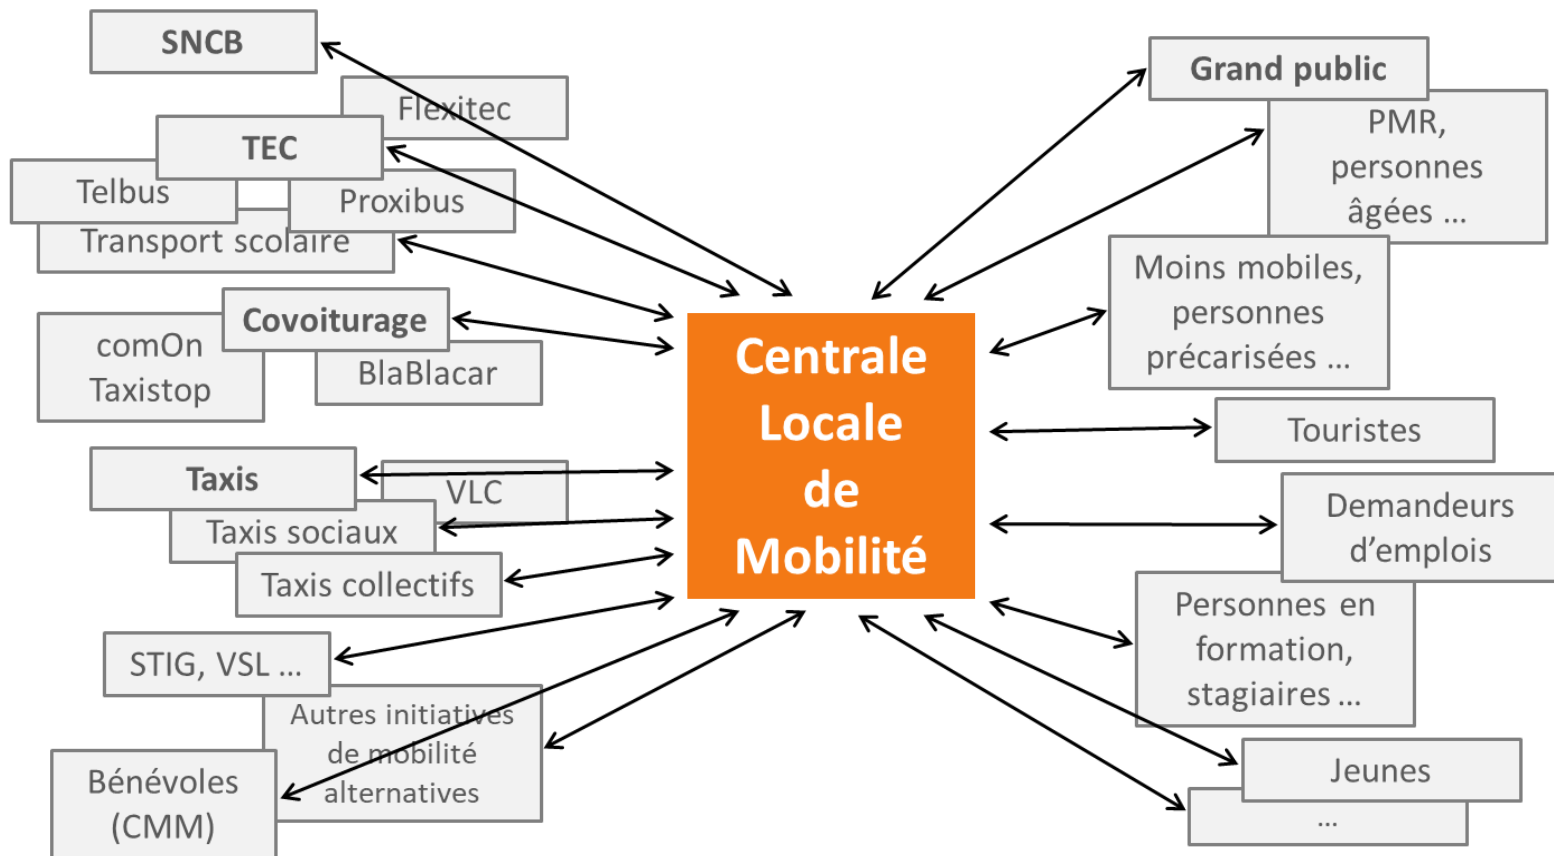 SNCB
Flexitec
TEC
Telbus
Proxibus
Transport scolaire
Covoiturage
comOn
Taxistop
BlaBlacar
Taxis
VLC
Taxis sociaux
Taxis collectifs
STIG, VSL ...
Autres initiatives
de mobilité
alternatives
Bénévoles
(CMM)
Centrale
Locale
de
Mobilité
Grand public
PMR,
personnes
âgées ...
Moins mobiles,
personnes
précarisées ...
Touristes
Demandeurs
d’emplois
Personnes en
formation,
stagiaires ...
Jeunes
...